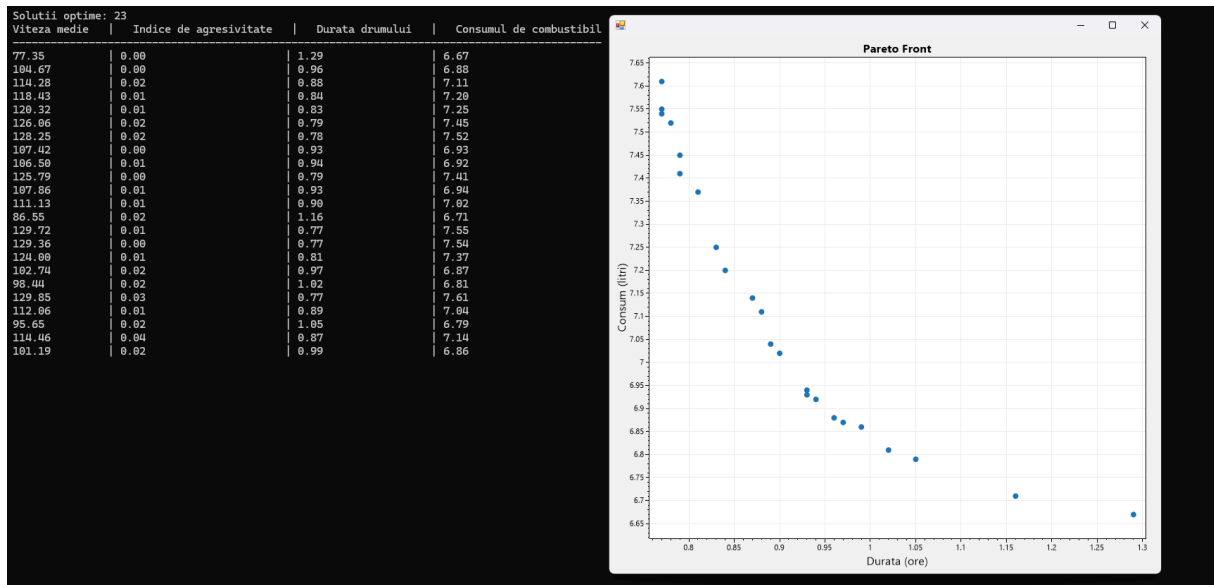 Solutii optime: 23
Viteza medie | Indice de agresivitate | Durata drumului | Consumul de combustibil
77.35 | 0.00 | 1.29 | 6.67
104.67 | 0.00 | 0.96 | 6.88
114.28 | 0.02 | 0.88 | 7.11
118.43 | 0.01 | 0.84 | 7.20
120.32 | 0.01 | 0.83 | 7.25
126.06 | 0.02 | 0.79 | 7.45
128.25 | 0.02 | 0.78 | 7.52
107.42 | 0.00 | 0.93 | 6.93
106.50 | 0.01 | 0.94 | 6.92
125.79 | 0.00 | 0.79 | 7.41
107.86 | 0.01 | 0.93 | 6.94
111.13 | 0.01 | 0.90 | 7.02
86.55 | 0.02 | 1.16 | 6.71
129.72 | 0.01 | 0.77 | 7.55
129.36 | 0.00 | 0.77 | 7.54
124.00 | 0.01 | 0.81 | 7.37
102.74 | 0.02 | 0.97 | 6.87
98.44 | 0.02 | 1.02 | 6.81
129.85 | 0.03 | 0.77 | 7.61
112.06 | 0.01 | 0.89 | 7.04
95.65 | 0.02 | 1.05 | 6.79
114.46 | 0.04 | 0.87 | 7.14
101.19 | 0.02 | 0.99 | 6.86
Pareto Front
Consum (litri)
7.65
7.6
7.55
7.5
7.45
7.4
7.35
7.3
7.25
7.2
7.15
7.1
7.05
7
6.95
6.9
6.85
6.8
6.75
6.7
6.65
0.8 0.85 0.9 0.95 1 1.05 1.1 1.15 1.2 1.25 1.3
Durata (ore)